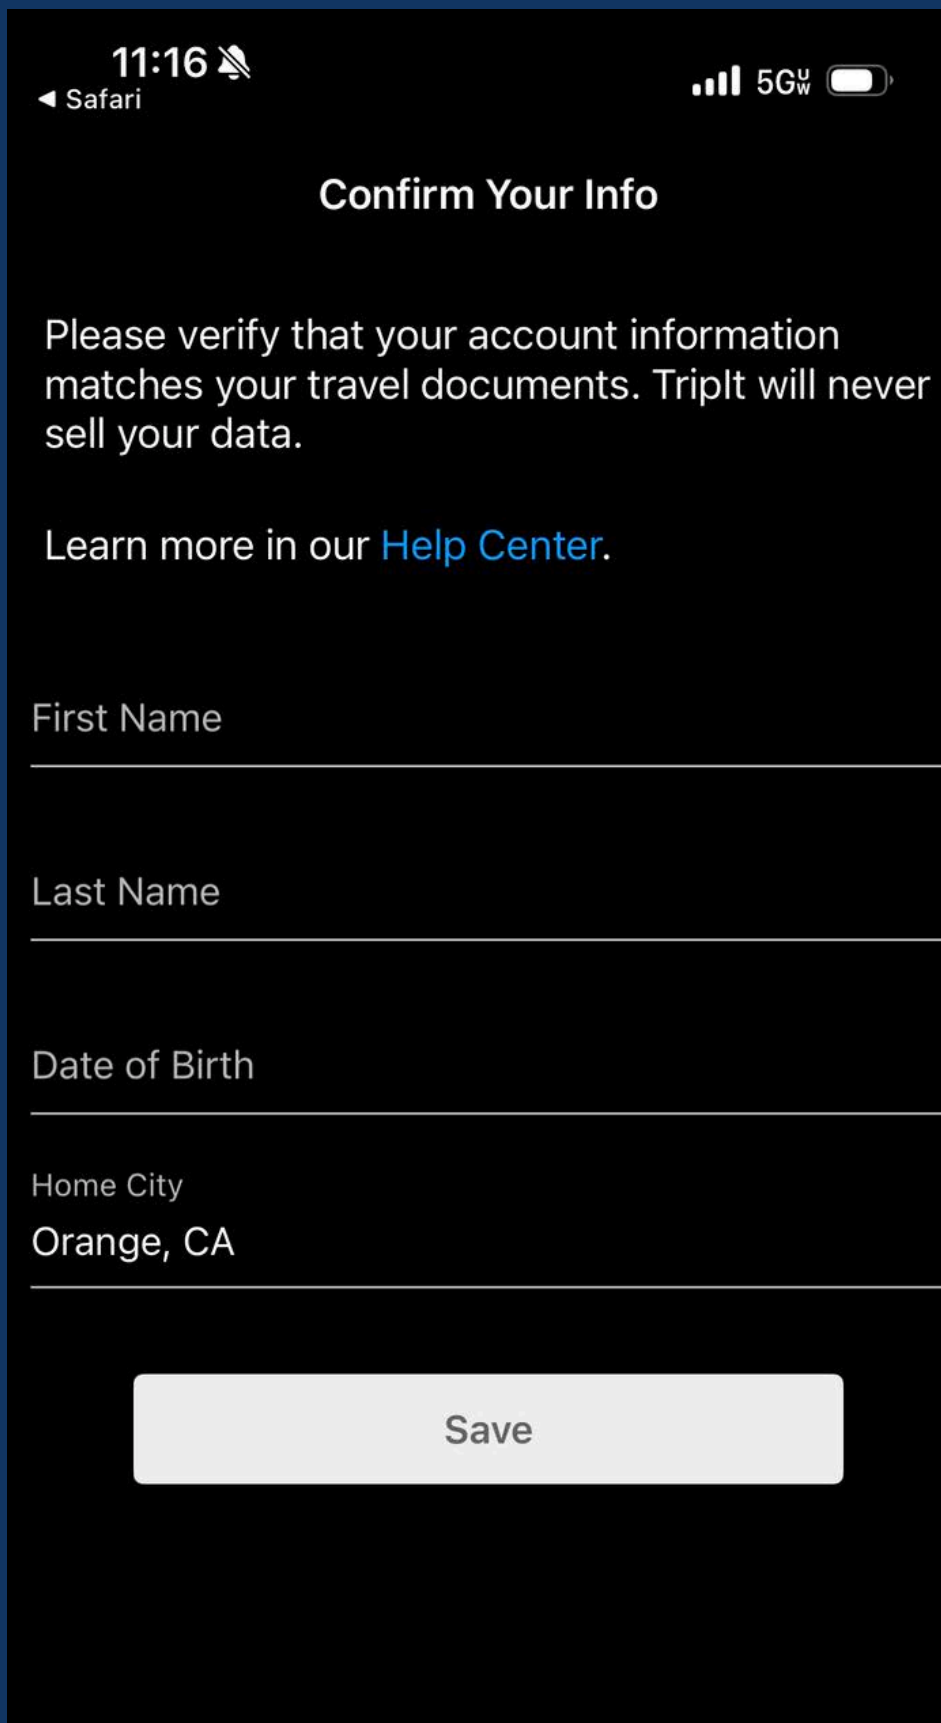 11:16
◀ Safari
5GUW
Confirm Your Info
Please verify that your account information
matches your travel documents. TripIt will never
sell your data.
Learn more in our Help Center.
First Name
Last Name
Date of Birth
Home City
Orange, CA
Save